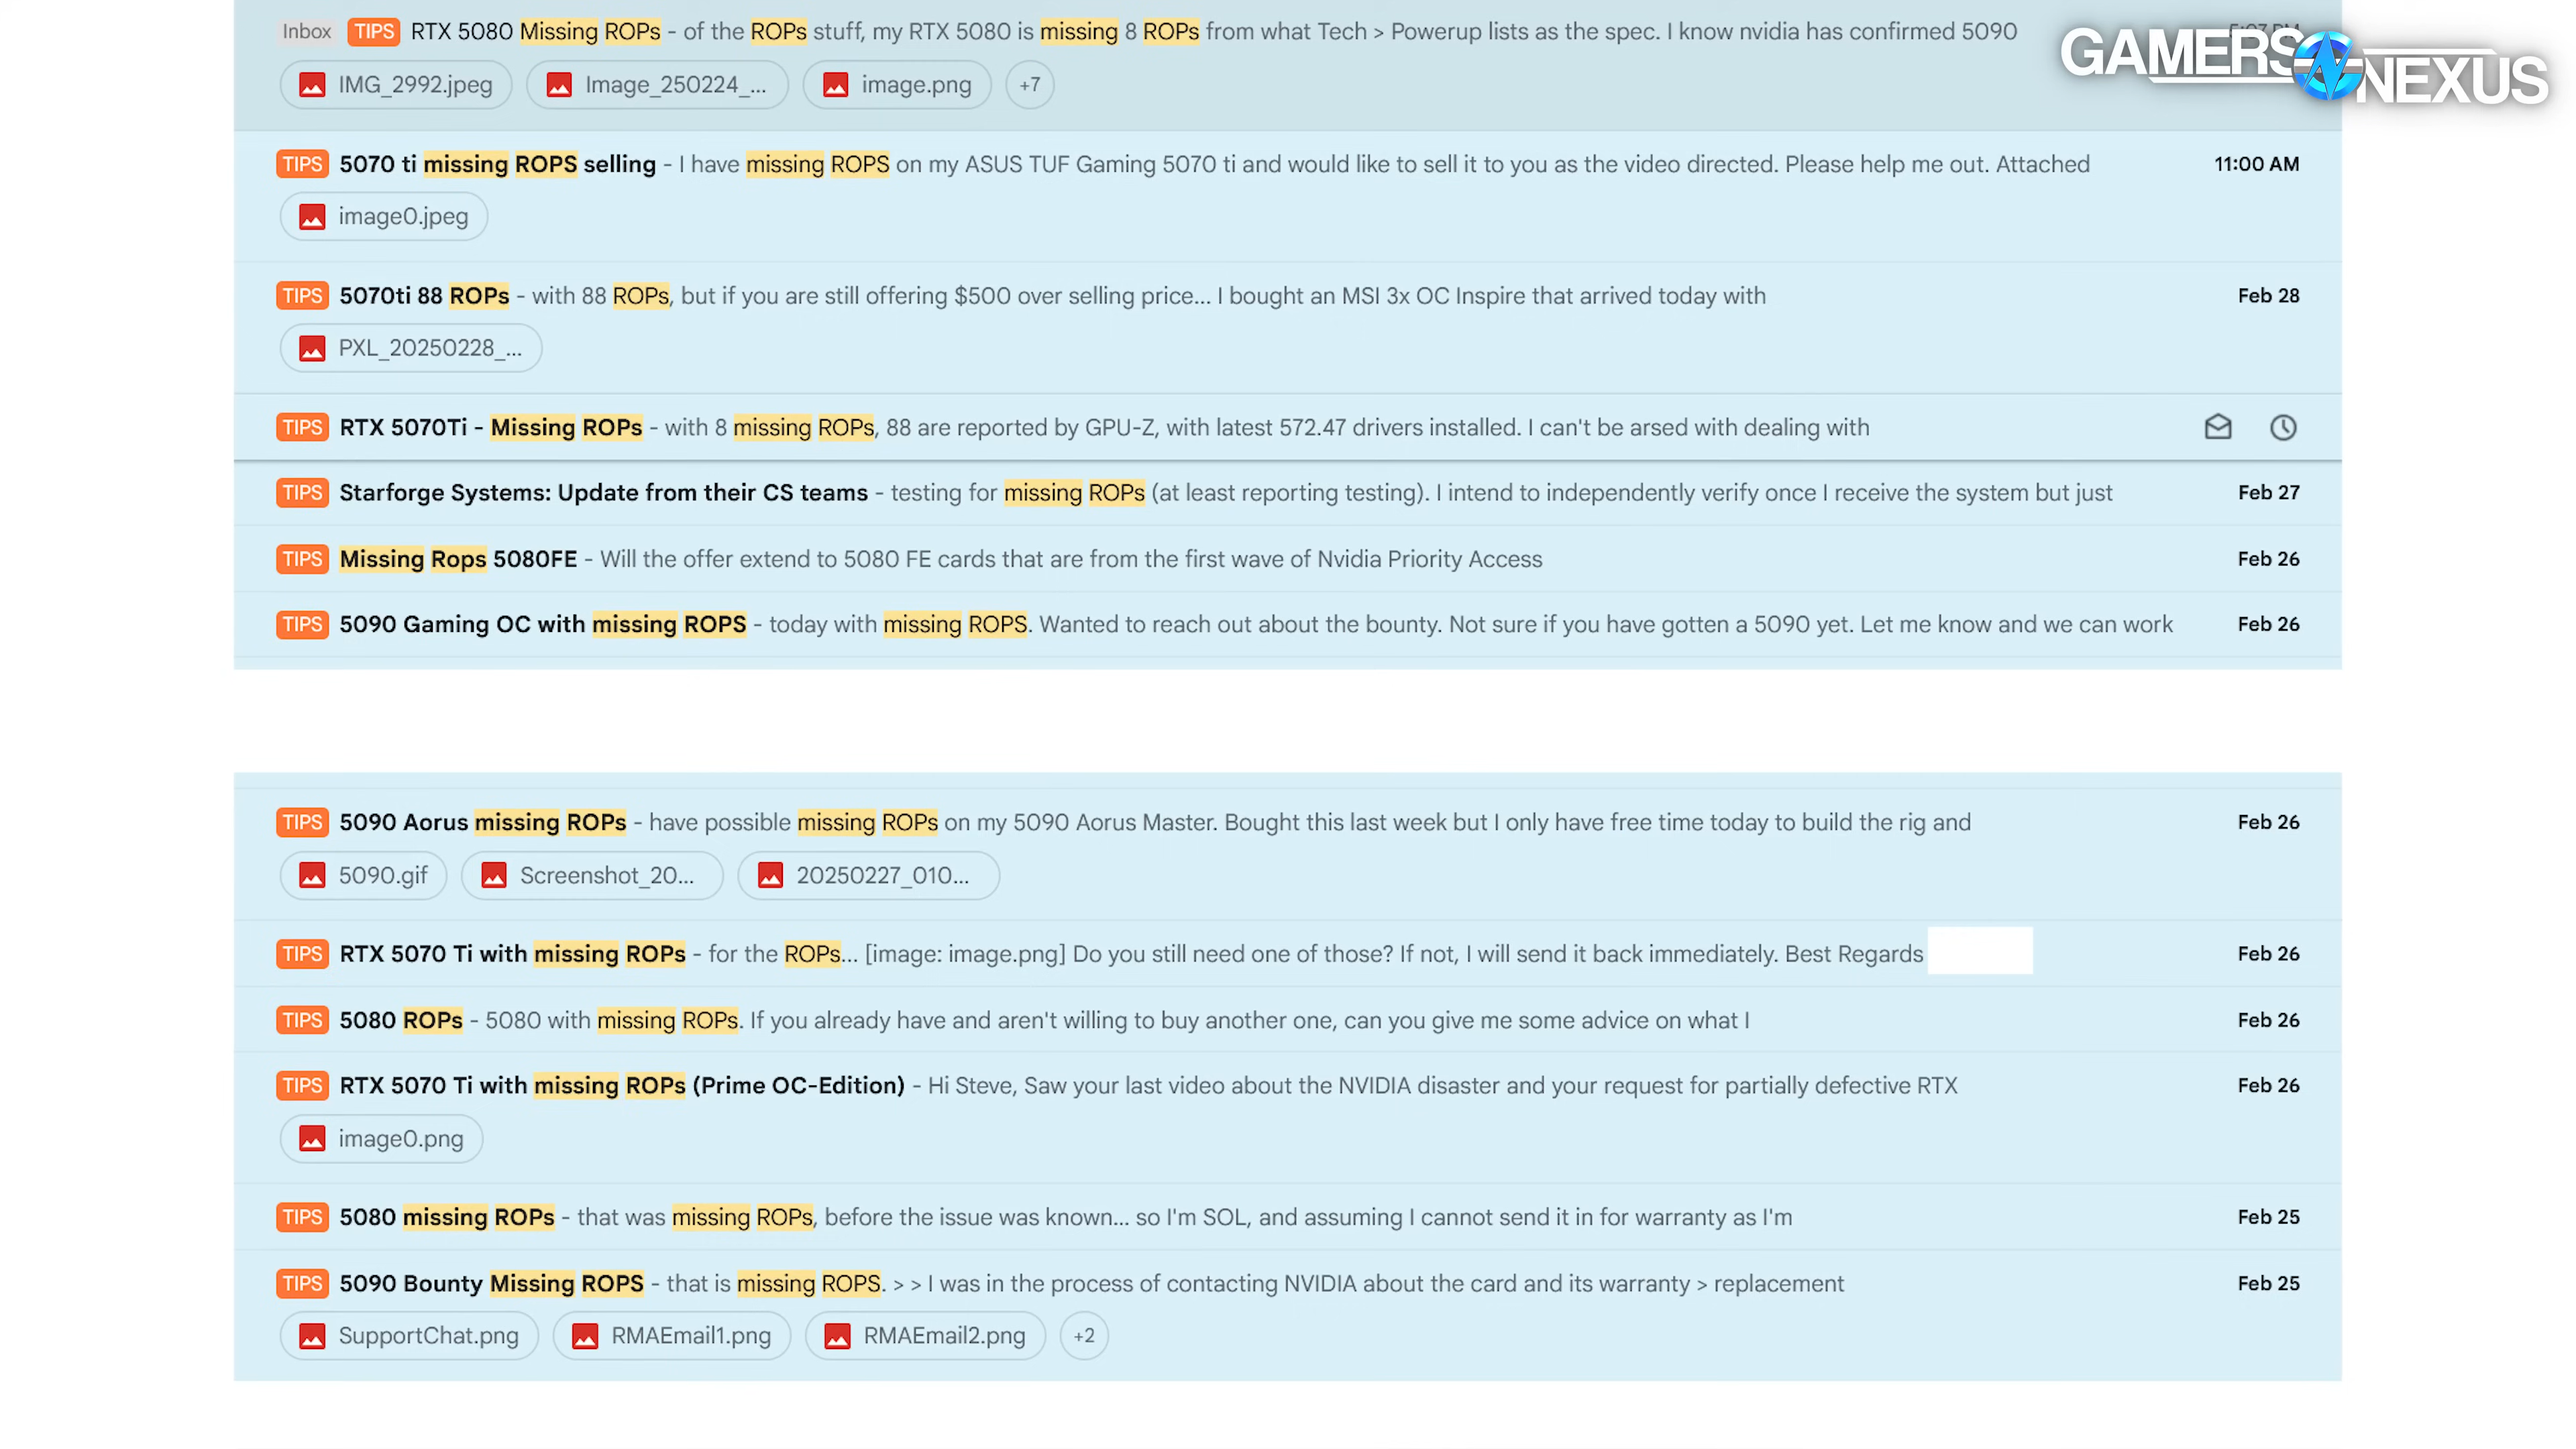 Inbox TIPS RTX 5080 Missing ROPs - of the ROPs stuff, my RTX 5080 is missing 8 ROPs from what Tech > Powerup lists as the spec. I know nvidia has confirmed 5090 5:07 PM
GAMERS NEXUS
IMG_2992.jpeg Image_250224_... image.png +7
TIPS 5070 ti missing ROPS selling - I have missing ROPS on my ASUS TUF Gaming 5070 ti and would like to sell it to you as the video directed. Please help me out. Attached 11:00 AM
image0.jpeg
TIPS 5070ti 88 ROPs - with 88 ROPs, but if you are still offering $500 over selling price... I bought an MSI 3x OC Inspire that arrived today with Feb 28
PXL_20250228_...
TIPS RTX 5070Ti - Missing ROPs - with 8 missing ROPs, 88 are reported by GPU-Z, with latest 572.47 drivers installed. I can't be arsed with dealing with
TIPS Starforge Systems: Update from their CS teams - testing for missing ROPs (at least reporting testing). I intend to independently verify once I receive the system but just Feb 27
TIPS Missing Rops 5080FE - Will the offer extend to 5080 FE cards that are from the first wave of Nvidia Priority Access Feb 26
TIPS 5090 Gaming OC with missing ROPS - today with missing ROPS. Wanted to reach out about the bounty. Not sure if you have gotten a 5090 yet. Let me know and we can work Feb 26
TIPS 5090 Aorus missing ROPs - have possible missing ROPs on my 5090 Aorus Master. Bought this last week but I only have free time today to build the rig and Feb 26
5090.gif Screenshot_20... 20250227_010...
TIPS RTX 5070 Ti with missing ROPs - for the ROPs... [image: image.png] Do you still need one of those? If not, I will send it back immediately. Best Regards Feb 26
TIPS 5080 ROPs - 5080 with missing ROPs. If you already have and aren't willing to buy another one, can you give me some advice on what I Feb 26
TIPS RTX 5070 Ti with missing ROPs (Prime OC-Edition) - Hi Steve, Saw your last video about the NVIDIA disaster and your request for partially defective RTX Feb 26
image0.png
TIPS 5080 missing ROPs - that was missing ROPs, before the issue was known... so I'm SOL, and assuming I cannot send it in for warranty as I'm Feb 25
TIPS 5090 Bounty Missing ROPS - that is missing ROPS. > > I was in the process of contacting NVIDIA about the card and its warranty > replacement Feb 25
SupportChat.png RMAEmail1.png RMAEmail2.png +2